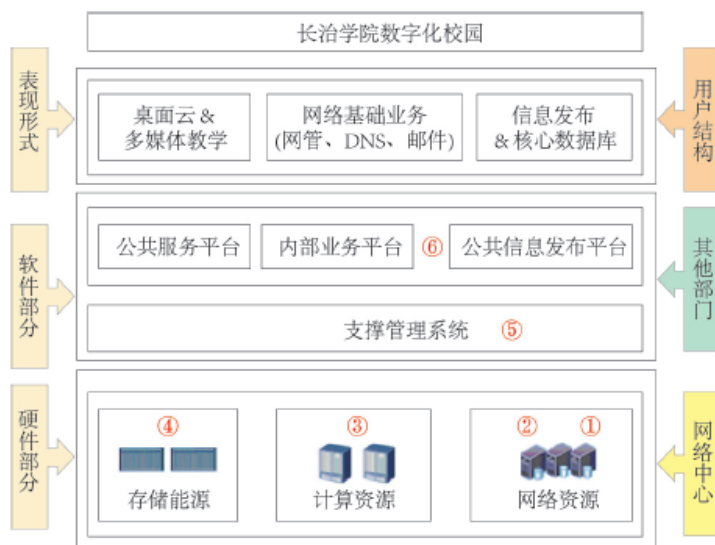 长治学院数字化校园
表现形式
桌面云&
多媒体教学
网络基础业务
(网管、DNS、邮件)
信息发布
&核心数据库
用户结构
软件部分
公共服务平台
内部业务平台
⑥
公共信息发布平台
其他部门
支撑管理系统
⑤
硬件部分
④
存储能源
③
计算资源
②
①
网络资源
网络中心